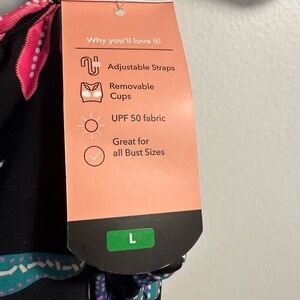 Why you'll love it!
Adjustable Straps
Removable
Cups
UPF 50 fabric
Great for
all Bust Sizes
L